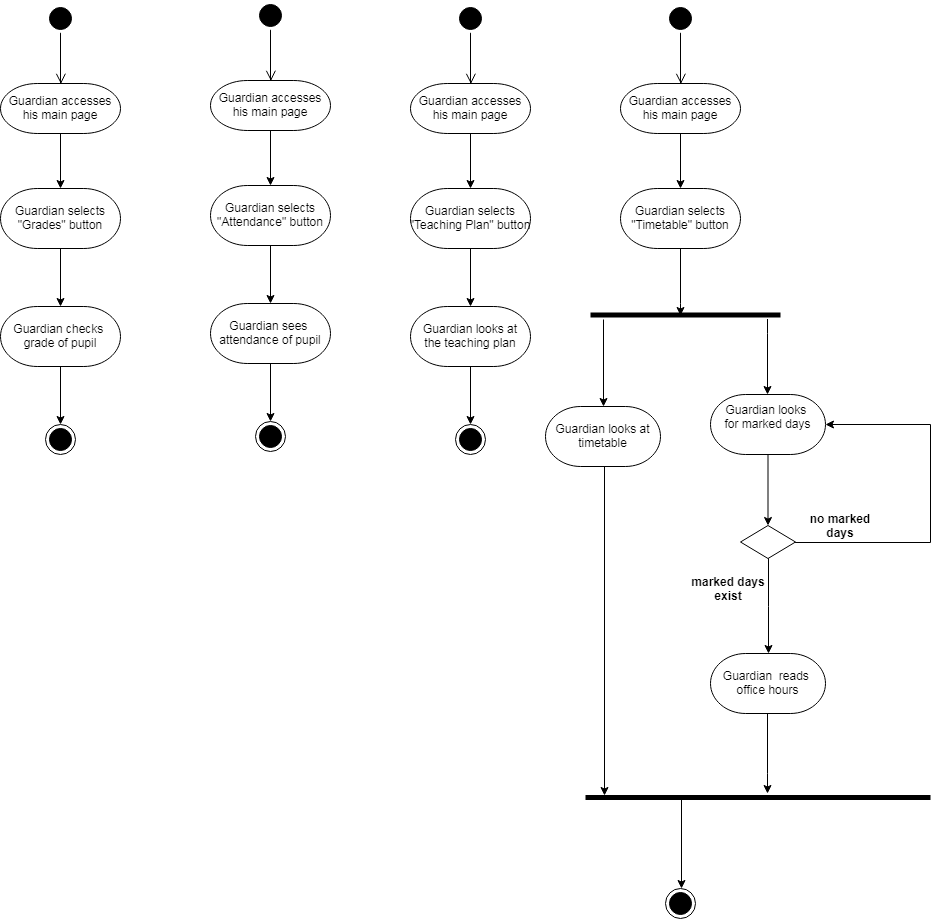 Guardian accesses
his main page
Guardian selects
"Grades" button
Guardian checks
grade of pupil
Guardian accesses
his main page
Guardian selects
"Attendance" button
Guardian sees
attendance of pupil
Guardian accesses
his main page
Guardian selects
"Teaching Plan" button
Guardian looks at
the teaching plan
Guardian accesses
his main page
Guardian selects
"Timetable" button
Guardian looks at
timetable
Guardian looks
for marked days
no marked
days
marked days
exist
Guardian reads
office hours